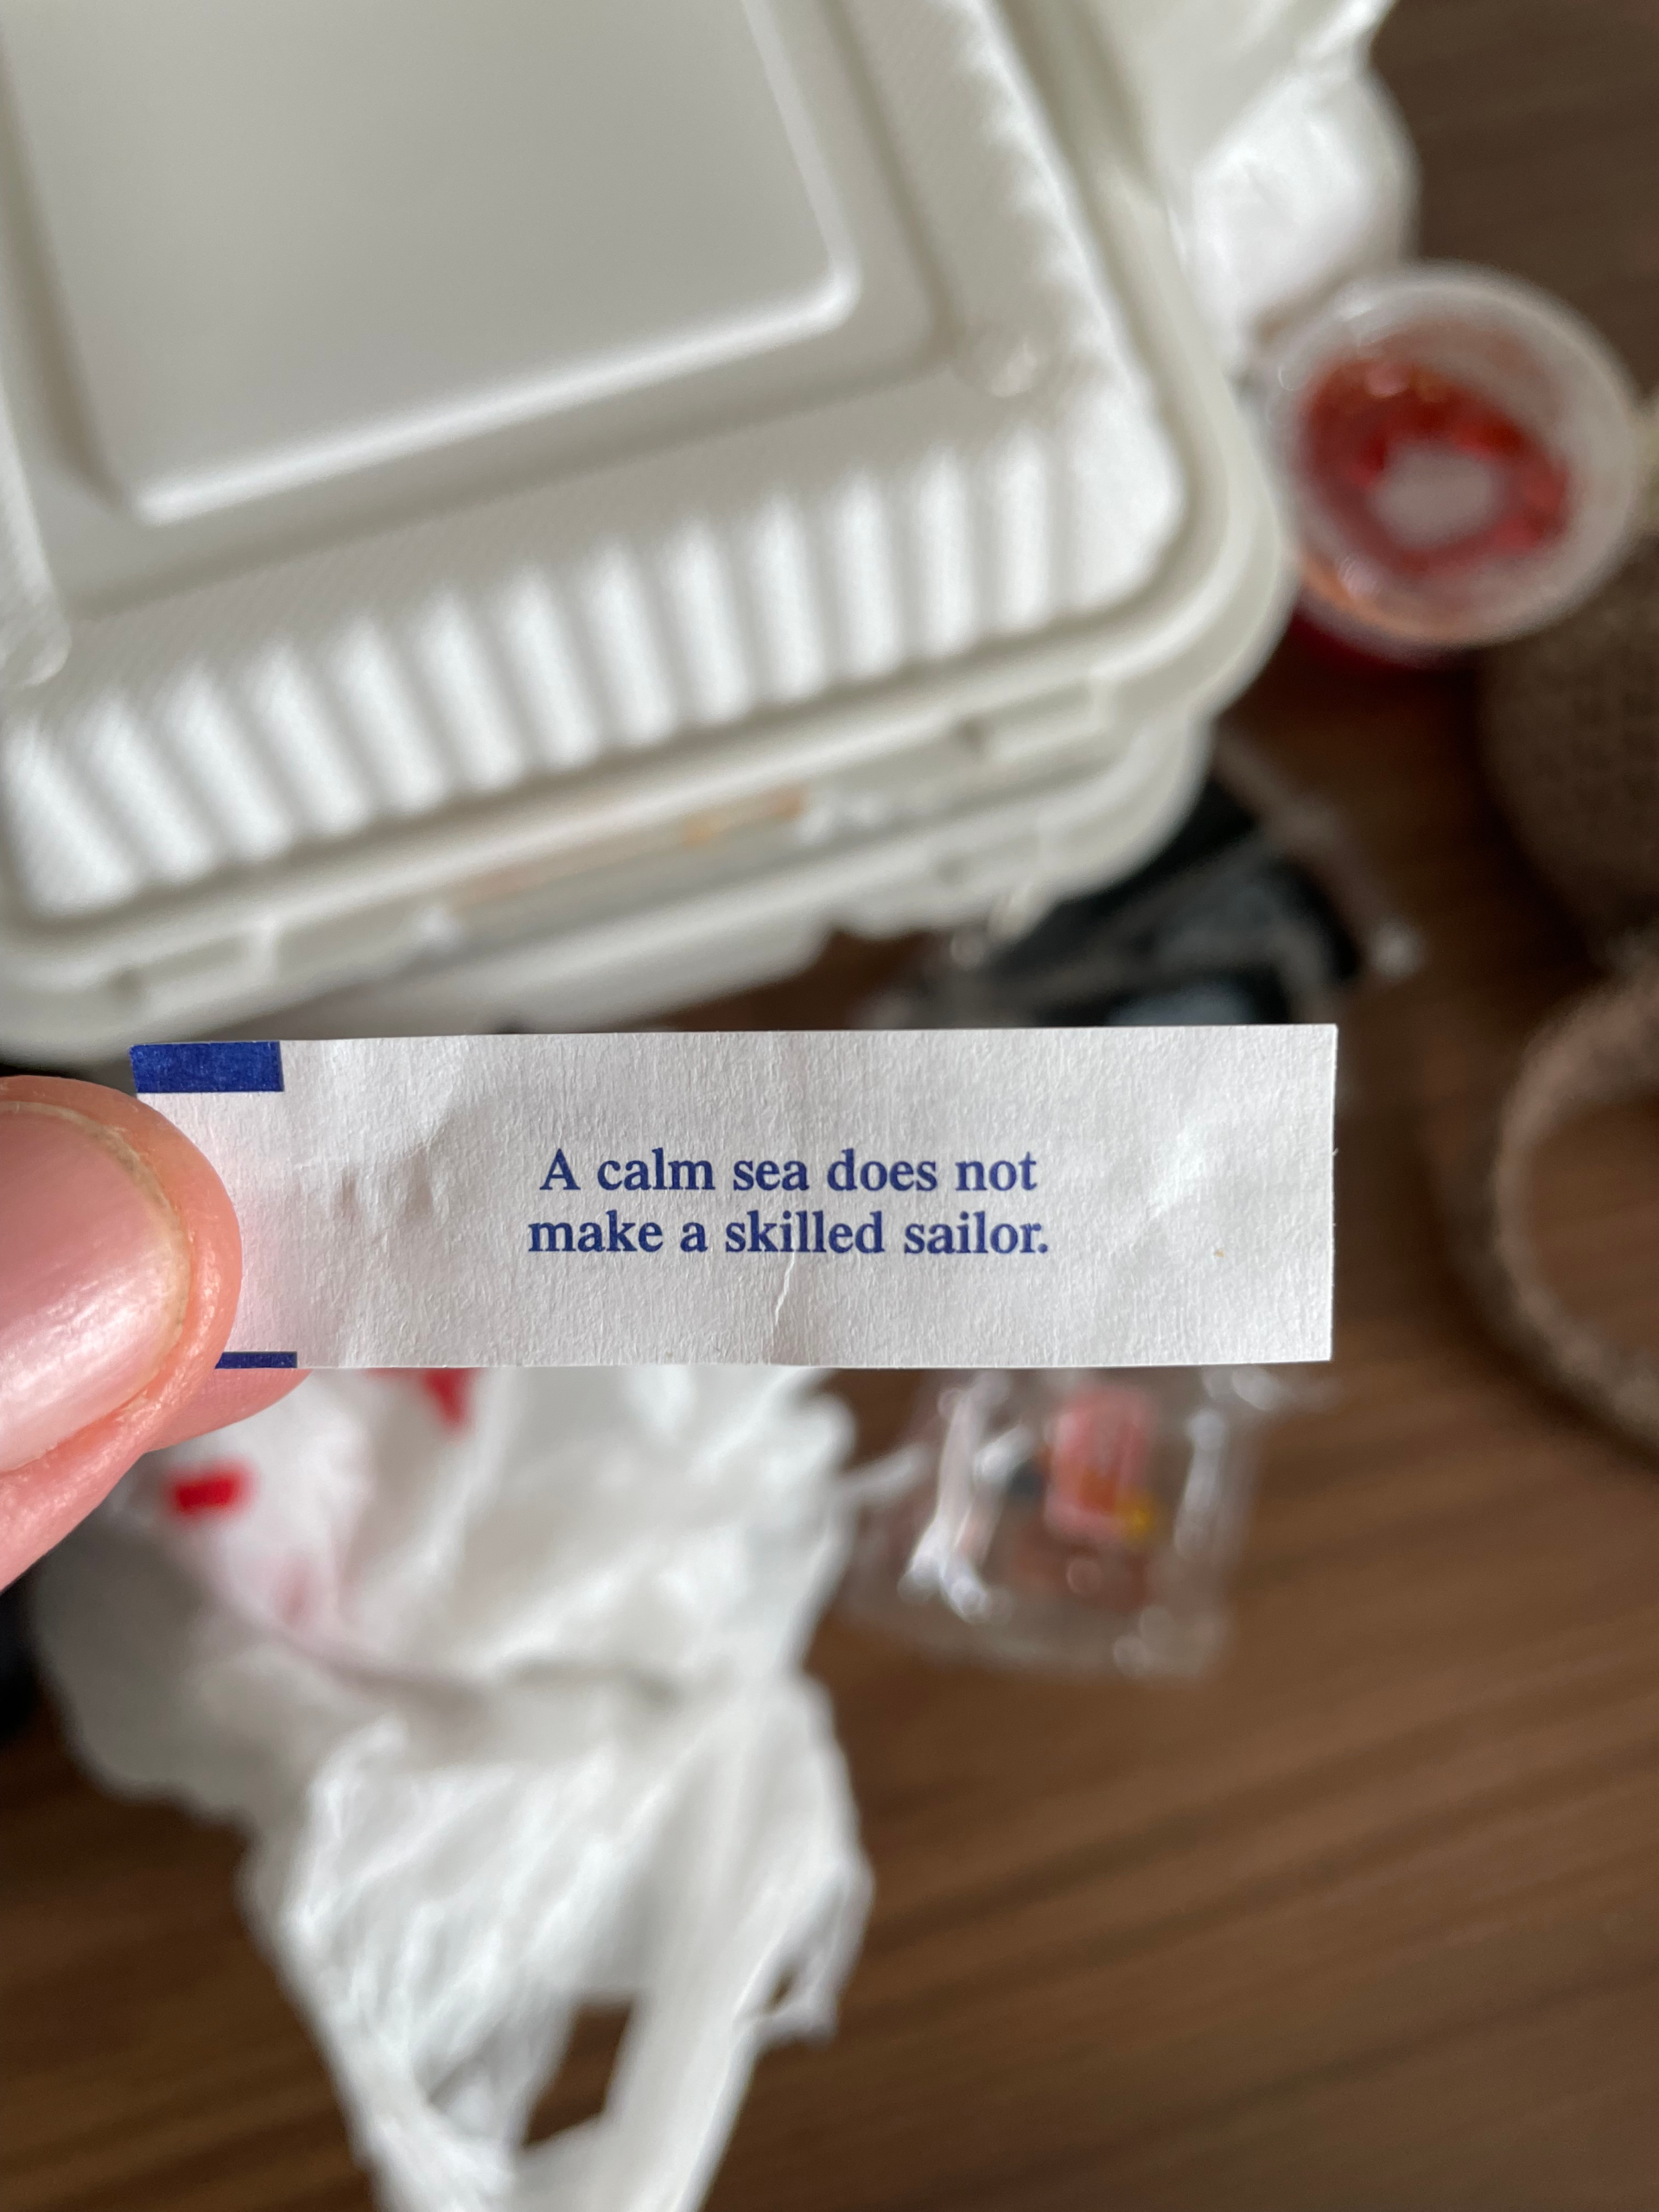 A calm sea does not
make a skilled sailor.